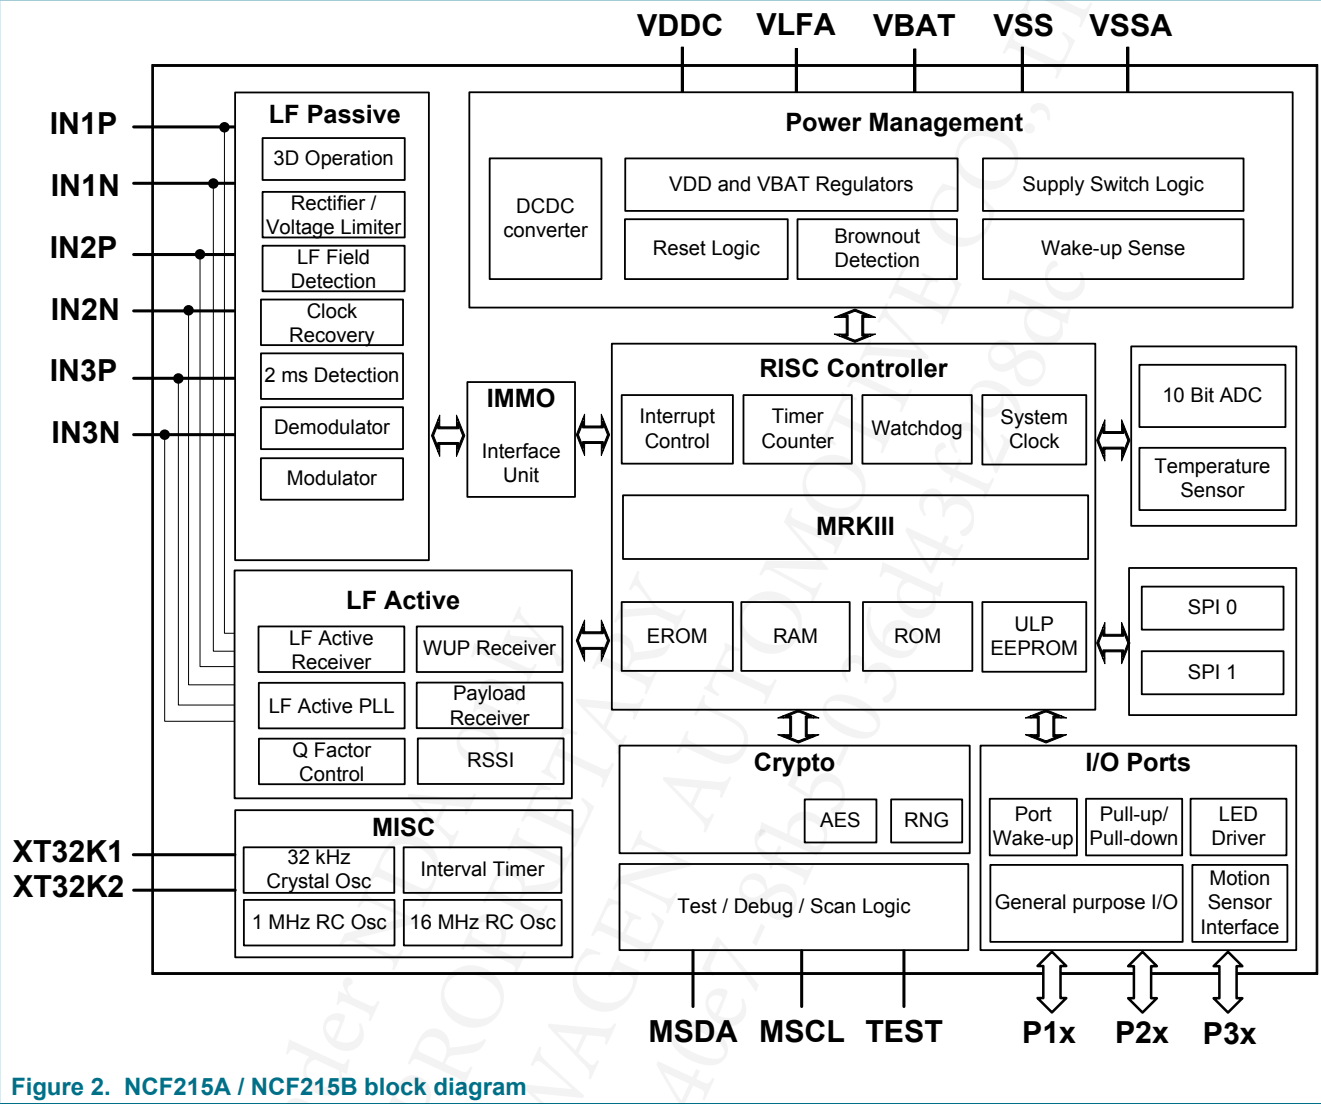 VDDC VLFA VBAT VSS VSSA
IN1P
IN1N
IN2P
IN2N
IN3P
IN3N
LF Passive
3D Operation
Rectifier /
Voltage Limiter
LF Field
Detection
Clock
Recovery
2 ms Detection
Demodulator
Modulator
Power Management
DCDC
converter
VDD and VBAT Regulators
Supply Switch Logic
Reset Logic
Brownout
Detection
Wake-up Sense
IMMO
Interface
Unit
RISC Controller
Interrupt
Control
Timer
Counter
Watchdog
System
Clock
MRKIII
EROM
RAM
ROM
ULP
EEPROM
10 Bit ADC
Temperature
Sensor
SPI 0
SPI 1
LF Active
LF Active
Receiver
WUP Receiver
LF Active PLL
Payload
Receiver
Q Factor
Control
RSSI
XT32K1
XT32K2
MISC
32 kHz
Crystal Osc
Interval Timer
1 MHz RC Osc
16 MHz RC Osc
Crypto
AES
RNG
Test / Debug / Scan Logic
I/O Ports
Port
Wake-up
Pull-up/
Pull-down
LED
Driver
General purpose I/O
Motion
Sensor
Interface
MSDA MSCL TEST
P1x P2x P3x
Figure 2. NCF215A / NCF215B block diagram